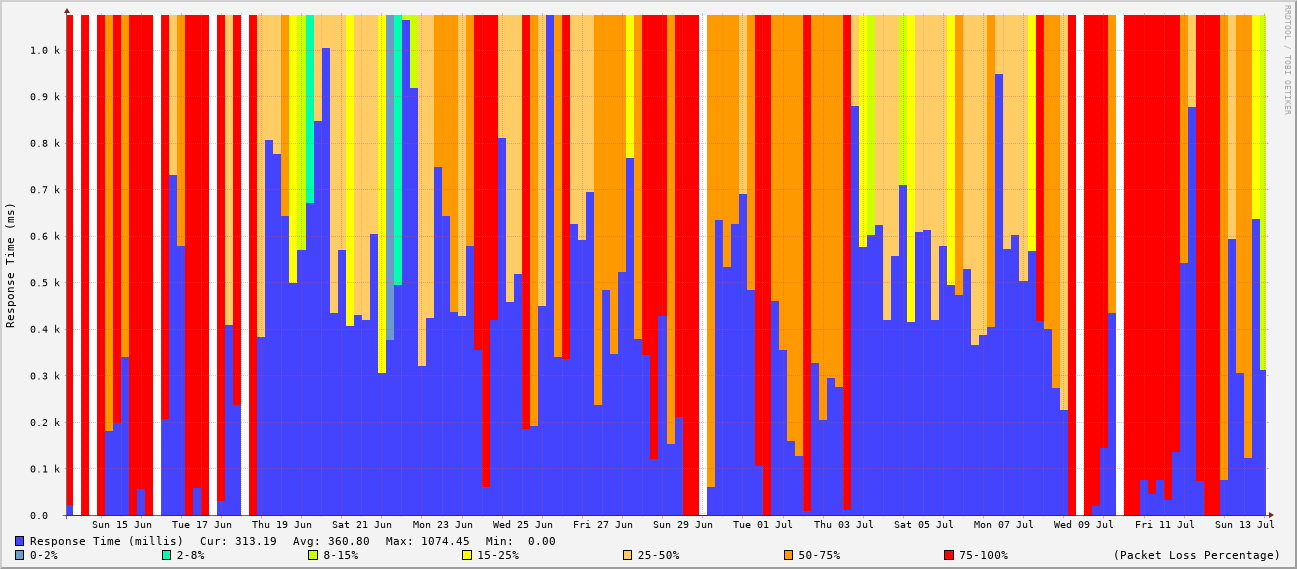 RRDTOOL / TOBI OETIKER
Response Time (ms)
1.0 k
0.9 k
0.8 k
0.7 k
0.6 k
0.5 k
0.4 k
0.3 k
0.2 k
0.1 k
0.0
Sun 15 Jun Tue 17 Jun Thu 19 Jun Sat 21 Jun Mon 23 Jun Wed 25 Jun Fri 27 Jun Sun 29 Jun Tue 01 Jul Thu 03 Jul Sat 05 Jul Mon 07 Jul Wed 09 Jul Fri 11 Jul Sun 13 Jul
Response Time (millis) Cur: 313.19 Avg: 360.80 Max: 1074.45 Min: 0.00
0-2% 2-8% 8-15% 15-25% 25-50% 50-75% 75-100% (Packet Loss Percentage)